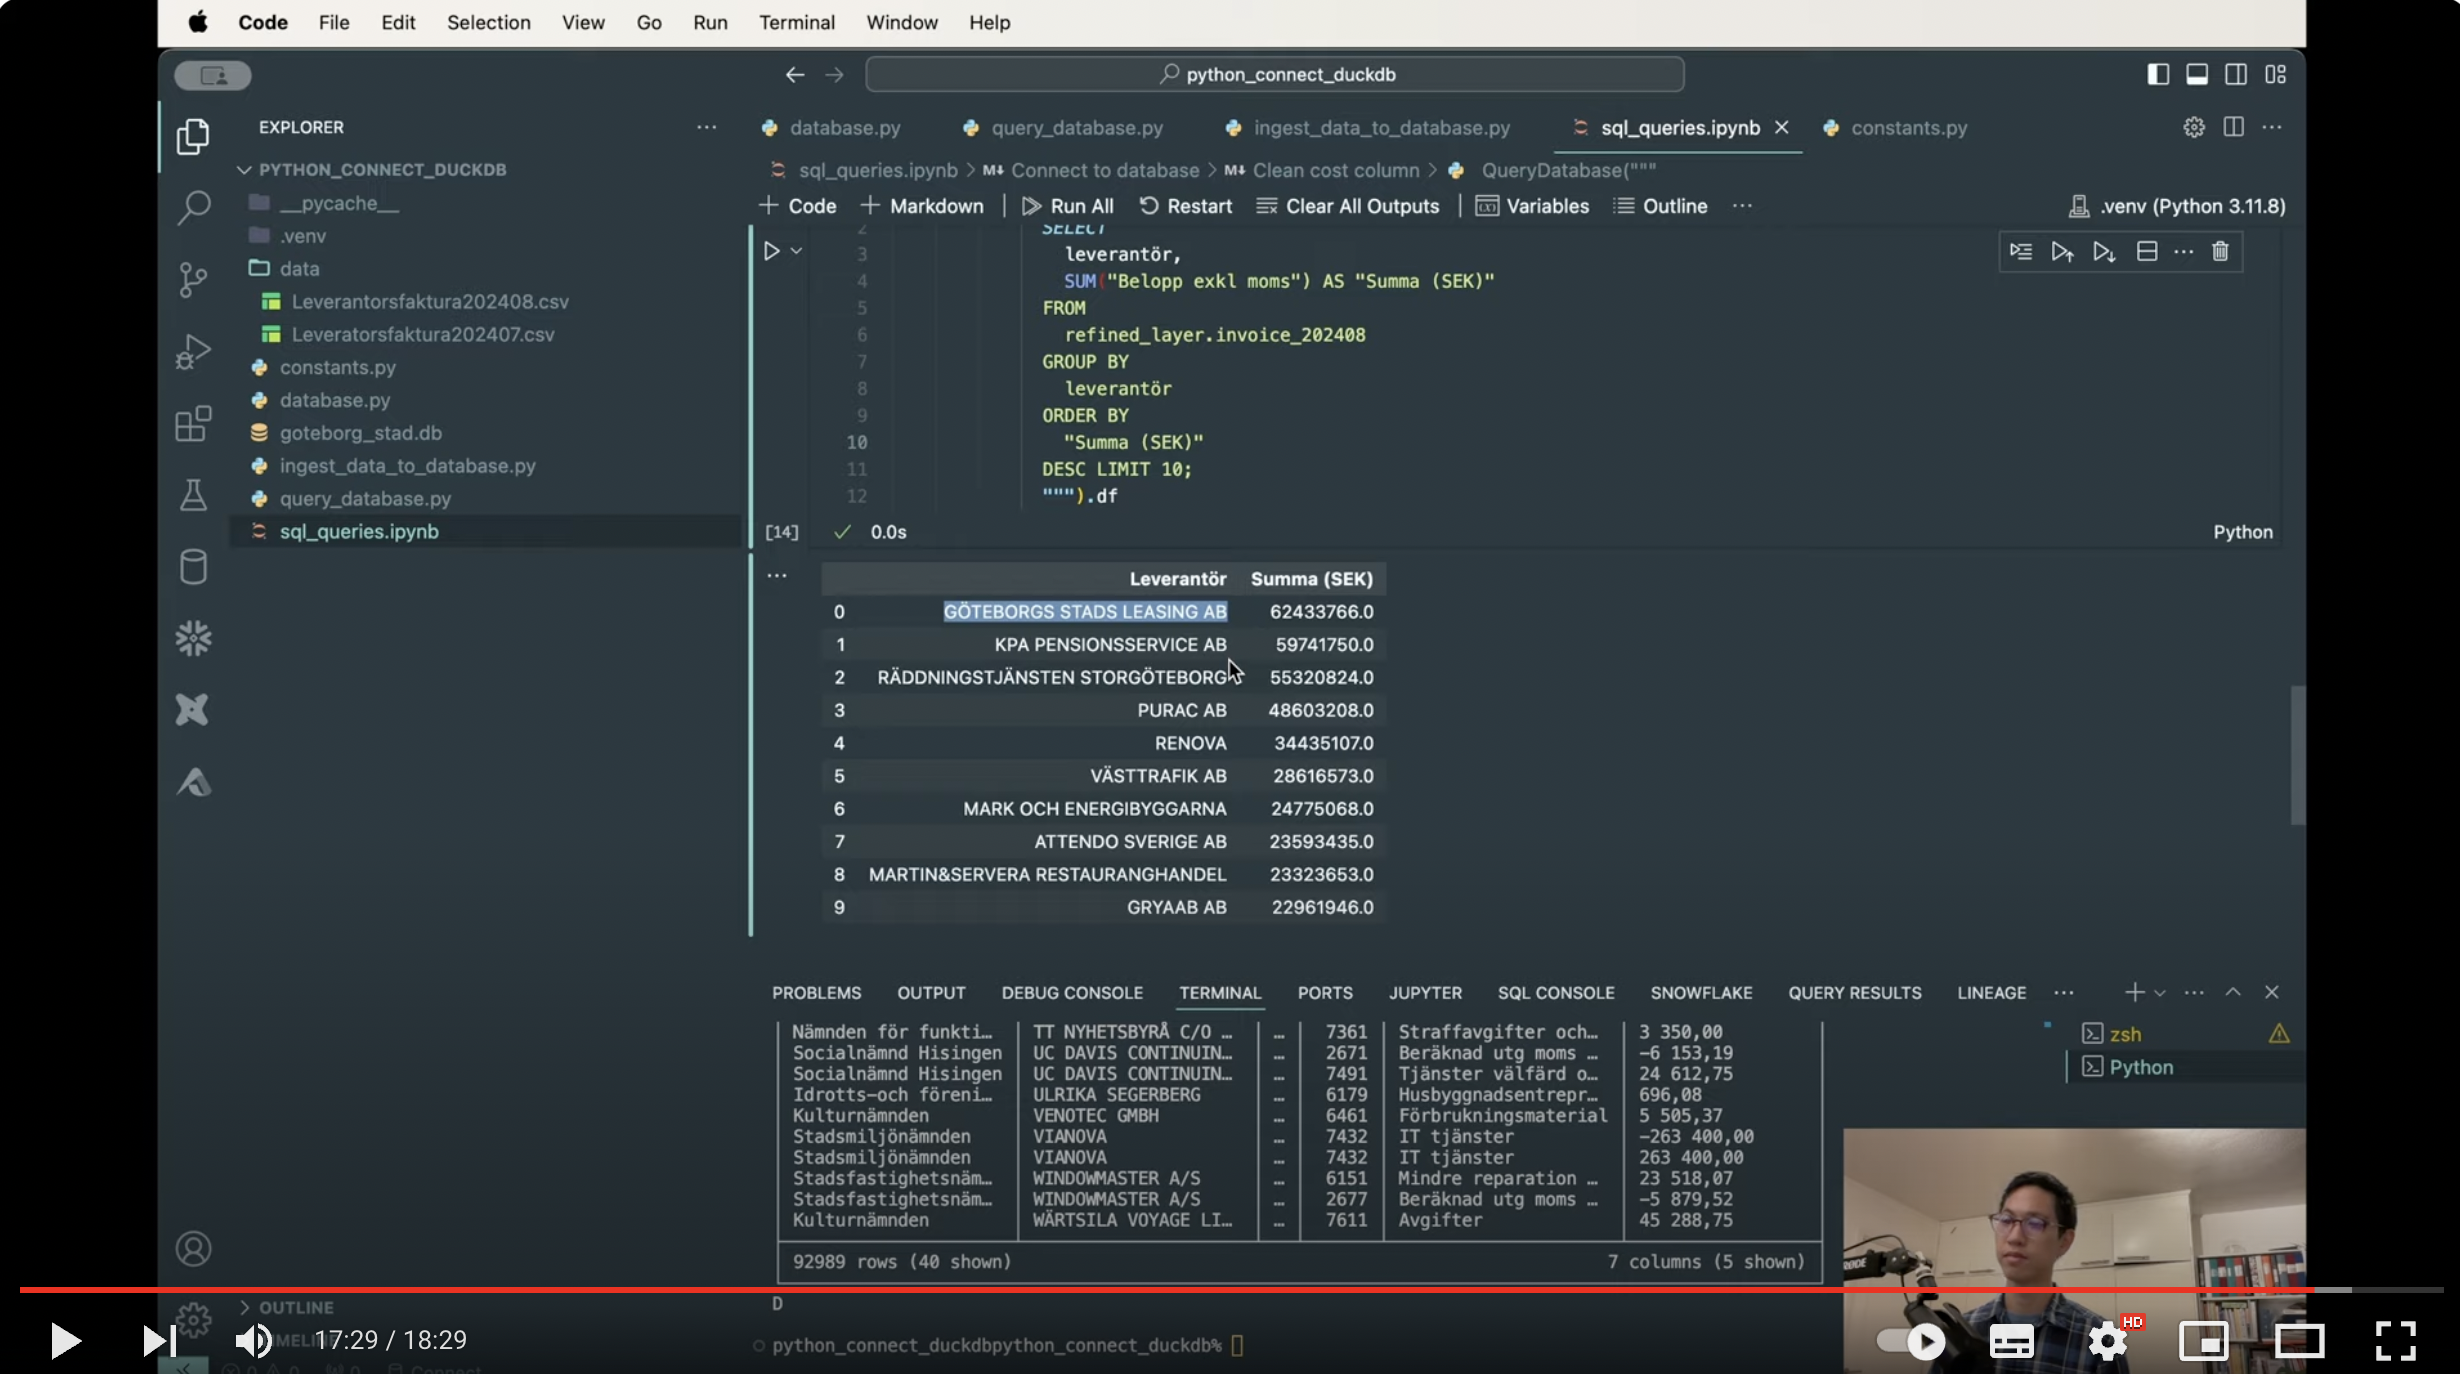 Code File Edit Selection View Go Run Terminal Window Help
python_connect_duckdb
EXPLORER
PYTHON_CONNECT_DUCKDB
__pycache__
.venv
data
Leverantorsfaktura202408.csv
Leveratorsfaktura202407.csv
constants.py
database.py
goteborg_stad.db
ingest_data_to_database.py
query_database.py
sql_queries.ipynb
database.py query_database.py ingest_data_to_database.py sql_queries.ipynb constants.py
sql_queries.ipynb > M↓ Connect to database > M↓ Clean cost column > QueryDatabase("""
+ Code + Markdown Run All Restart Clear All Outputs Variables Outline ... .venv (Python 3.11.8)
2 SELECT
3 leverantör,
4 SUM("Belopp exkl moms") AS "Summa (SEK)"
5 FROM
6 refined_layer.invoice_202408
7 GROUP BY
8 leverantör
9 ORDER BY
10 "Summa (SEK)"
11 DESC LIMIT 10;
12 """).df
[14] ✓ 0.0s Python
Leverantör Summa (SEK)
0 GÖTEBORGS STADS LEASING AB 62433766.0
1 KPA PENSIONSSERVICE AB 59741750.0
2 RÄDDNINGSTJÄNSTEN STORGÖTEBORG 55320824.0
3 PURAC AB 48603208.0
4 RENOVA 34435107.0
5 VÄSTTRAFIK AB 28616573.0
6 MARK OCH ENERGIBYGGARNA 24775068.0
7 ATTENDO SVERIGE AB 23593435.0
8 MARTIN&SERVERA RESTAURANGHANDEL 23323653.0
9 GRYAAB AB 22961946.0
PROBLEMS OUTPUT DEBUG CONSOLE TERMINAL PORTS JUPYTER SQL CONSOLE SNOWFLAKE QUERY RESULTS LINEAGE
Nämnden för funkti… TT NYHETSBYRÅ C/O … … 7361 Straffavgifter och… 3 350,00
Socialnämnd Hisingen UC DAVIS CONTINUIN… … 2671 Beräknad utg moms … -6 153,19
Socialnämnd Hisingen UC DAVIS CONTINUIN… … 7491 Tjänster välfärd o… 24 612,75
Idrotts-och föreni… ULRIKA SEGERBERG … 6179 Husbyggnadsentrepr… 696,08
Kulturnämnden VENOTEC GMBH … 6461 Förbrukningsmaterial 5 505,37
Stadsmiljönämnden VIANOVA … 7432 IT tjänster -263 400,00
Stadsmiljönämnden VIANOVA … 7432 IT tjänster 263 400,00
Stadsfastighetsnäm… WINDOWMASTER A/S … 6151 Mindre reparation … 23 518,07
Stadsfastighetsnäm… WINDOWMASTER A/S … 2677 Beräknad utg moms … -5 879,52
Kulturnämnden WÄRTSILA VOYAGE LI… … 7611 Avgifter 45 288,75
92989 rows (40 shown) 7 columns (5 shown)
D
python_connect_duckdbpython_connect_duckdb%
zsh
Python
RØDE
OUTLINE
17:29 / 18:29
HD